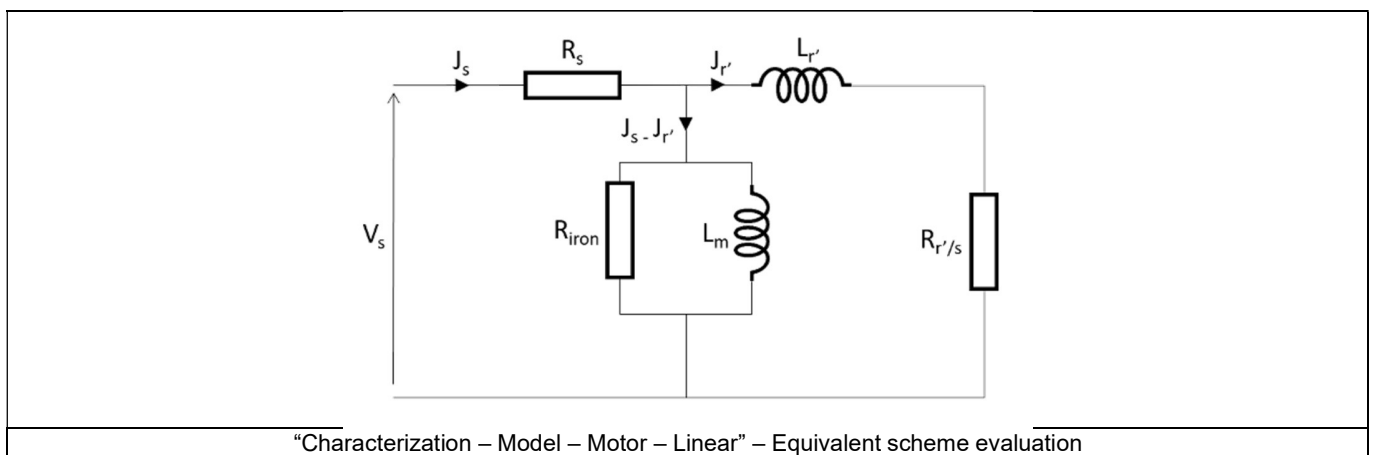 J_s
R_s
J_r'
L_r'
J_s - J_r'
V_s
R_iron
L_m
R_r'/s
“Characterization – Model – Motor – Linear” – Equivalent scheme evaluation